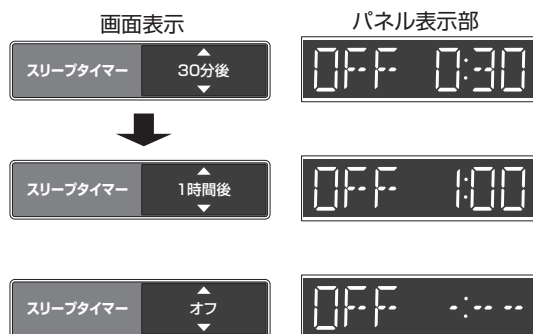 画面表示 パネル表示部
スリープタイマー 30分後 OFF 0:30
スリープタイマー 1時間後 OFF 1:00
スリープタイマー オフ OFF -:--